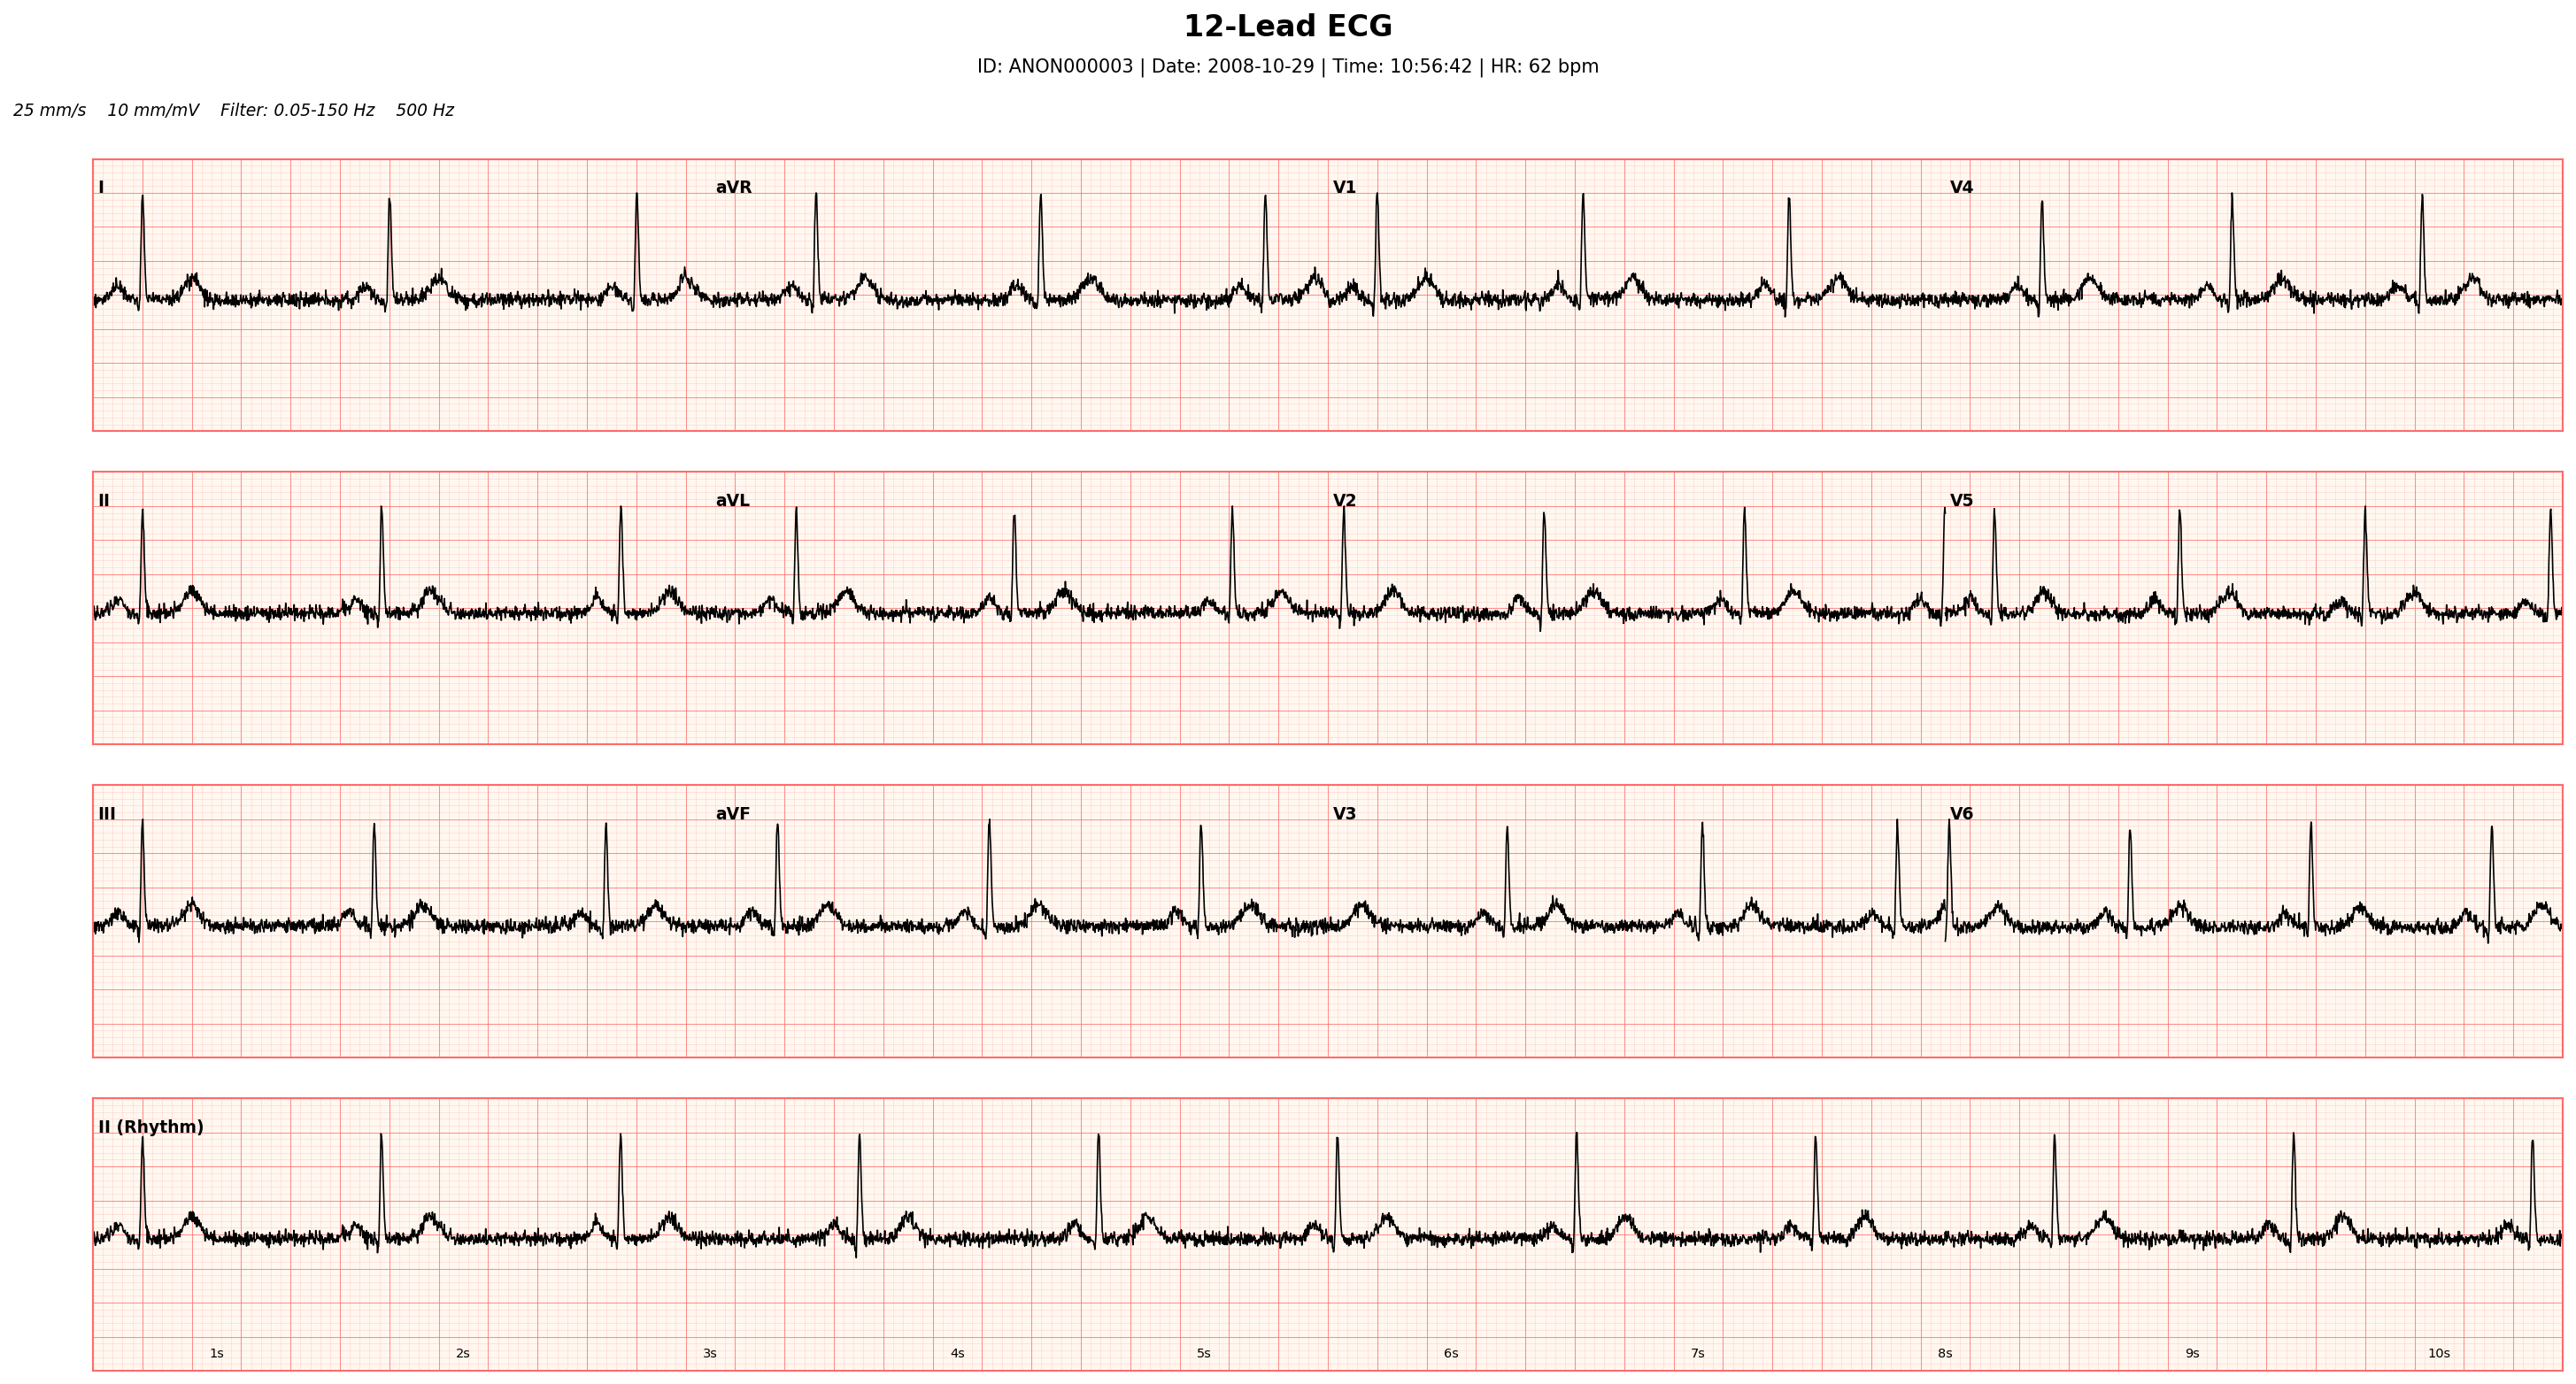 12-Lead ECG
ID: ANON000003 | Date: 2008-10-29 | Time: 10:56:42 | HR: 62 bpm
25 mm/s    10 mm/mV    Filter: 0.05-150 Hz    500 Hz
I aVR V1 V4
II aVL V2 V5
III aVF V3 V6
II (Rhythm)
1s 2s 3s 4s 5s 6s 7s 8s 9s 10s